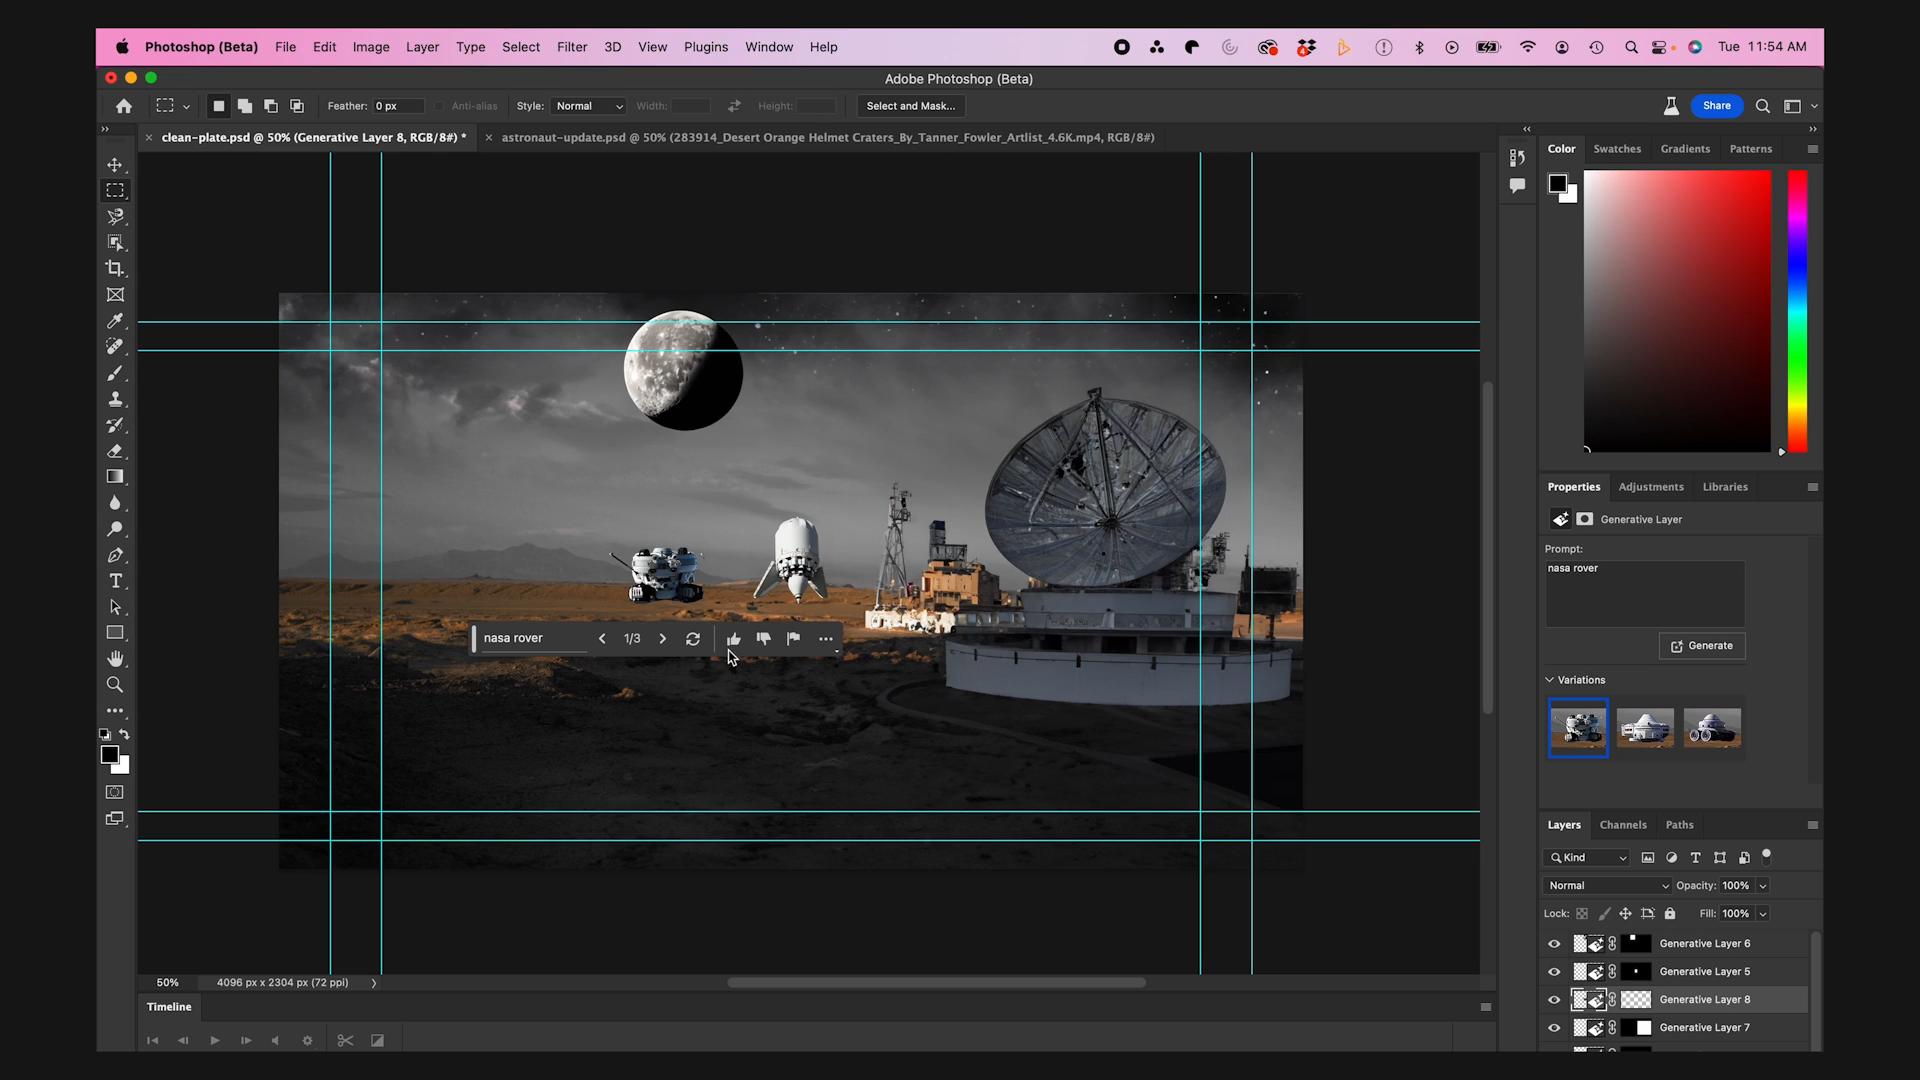 Photoshop (Beta) File Edit Image Layer Type Select Filter 3D View Plugins Window Help 4 Tue 11:54 AM
Adobe Photoshop (Beta)
Feather: 0 px Anti-alias Style: Normal Width: Height: Select and Mask... Share
clean-plate.psd @ 50% (Generative Layer 8, RGB/8#) * astronaut-update.psd @ 50% (283914_Desert Orange Helmet Craters_By_Tanner_Fowler_Artlist_4.6K.mp4, RGB/8#)
Color Swatches Gradients Patterns
Properties Adjustments Libraries
Generative Layer
Prompt:
nasa rover
nasa rover 1/3
Generate
Variations
Layers Channels Paths
Kind
Normal Opacity: 100%
Lock: Fill: 100%
Generative Layer 6
Generative Layer 5
Generative Layer 8
Generative Layer 7
50% 4096 px x 2304 px (72 ppi)
Timeline